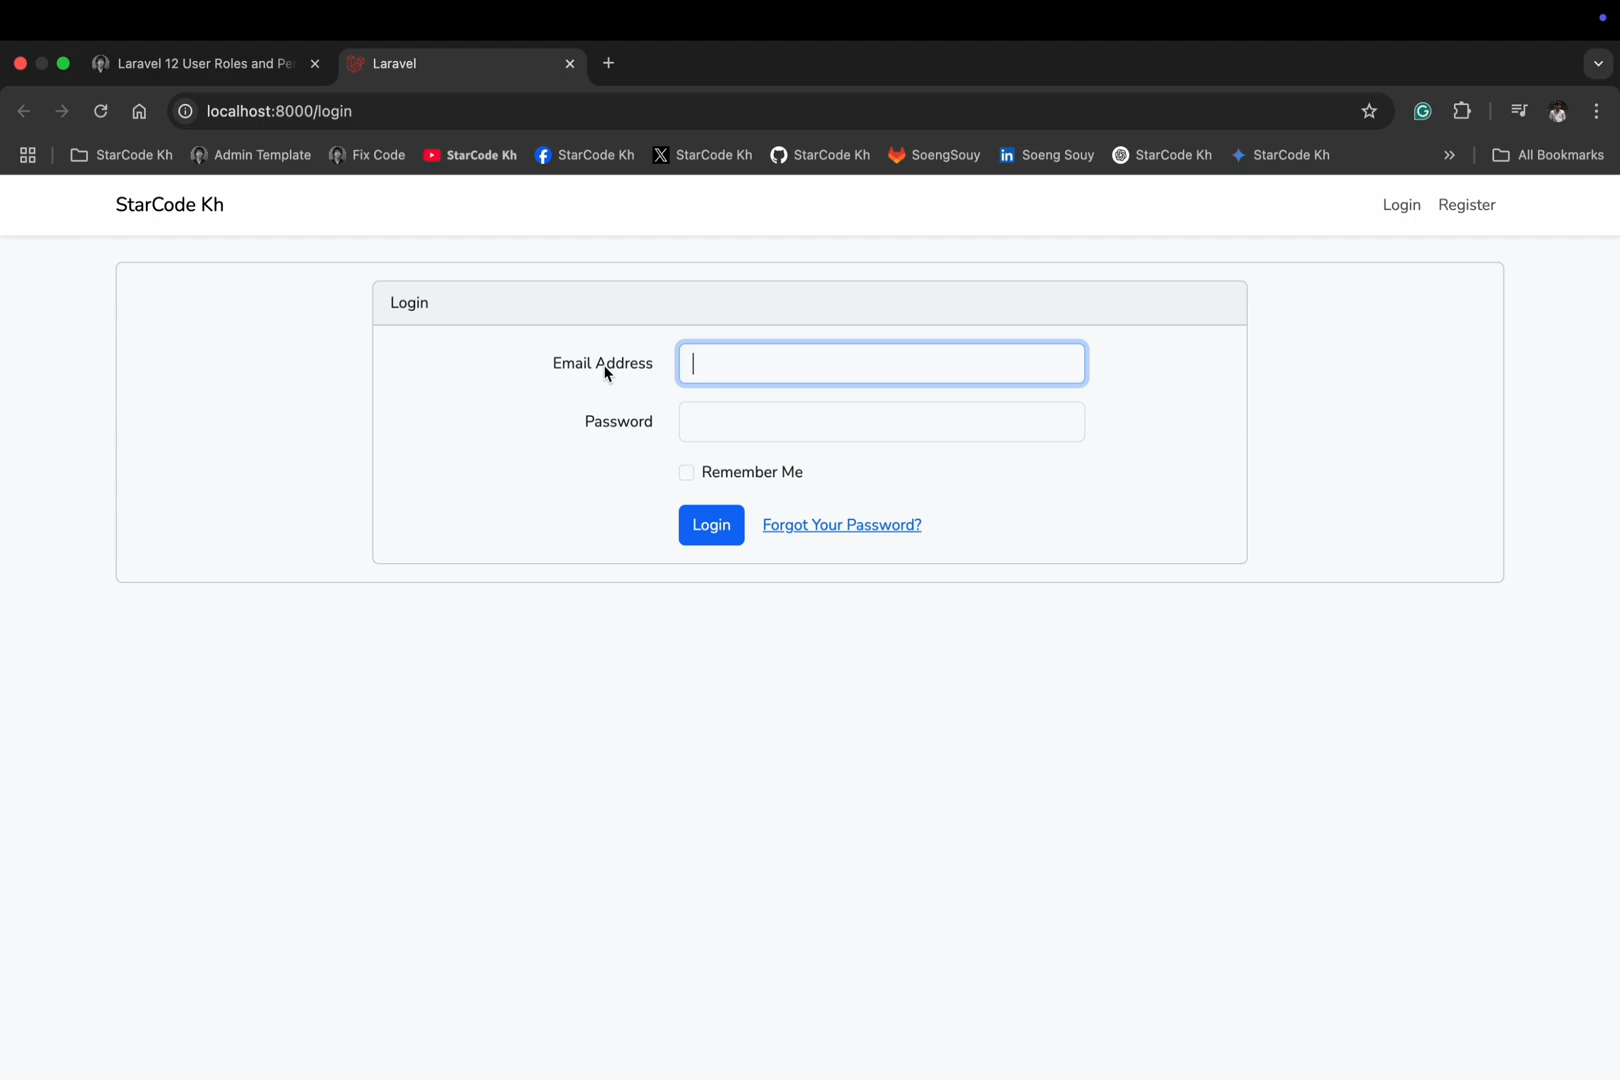 Laravel 12 User Roles and Pe
Laravel
localhost:8000/login
StarCode Kh
Admin Template
Fix Code
StarCode Kh
StarCode Kh
StarCode Kh
StarCode Kh
SoengSouy
Soeng Souy
StarCode Kh
StarCode Kh
All Bookmarks
StarCode Kh
Login
Register
Login
Email Address
Password
Remember Me
Login
Forgot Your Password?